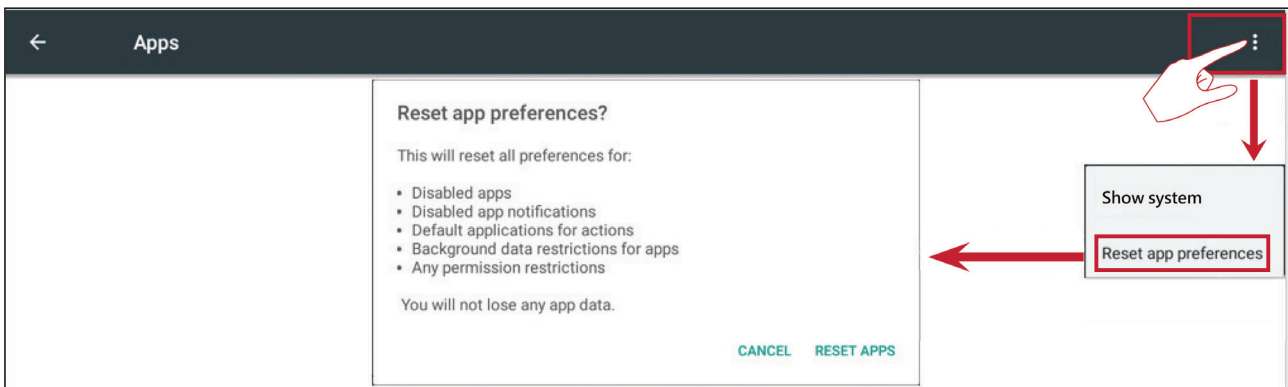 Apps
Reset app preferences?
This will reset all preferences for:
• Disabled apps
• Disabled app notifications
• Default applications for actions
• Background data restrictions for apps
• Any permission restrictions
You will not lose any app data.
CANCEL RESET APPS
Show system
Reset app preferences